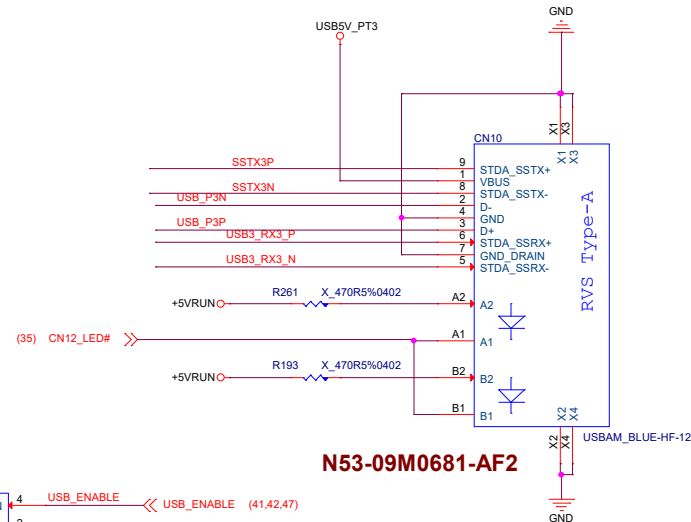 GND
USB5V_PT3
X1
X3
CN10
X1
X3
SSTX3P
9
STDA_SSTX+
1
VBUS
SSTX3N
8
STDA_SSTX-
USB_P3N
2
D-
4
GND
USB_P3P
3
D+
USB3_RX3_P
6
STDA_SSRX+
7
GND_DRAIN
USB3_RX3_N
5
STDA_SSRX-
RVS Type-A
R261 X_470R5%0402
+5VRUN
A2
A2
(35) CN12_LED#
A1
A1
R193 X_470R5%0402
+5VRUN
B2
B2
B1
B1
X2
X4
X2
X4
USBAM_BLUE-HF-12
N53-09M0681-AF2
N
4
USB_ENABLE
USB_ENABLE (41,42,47)
GND